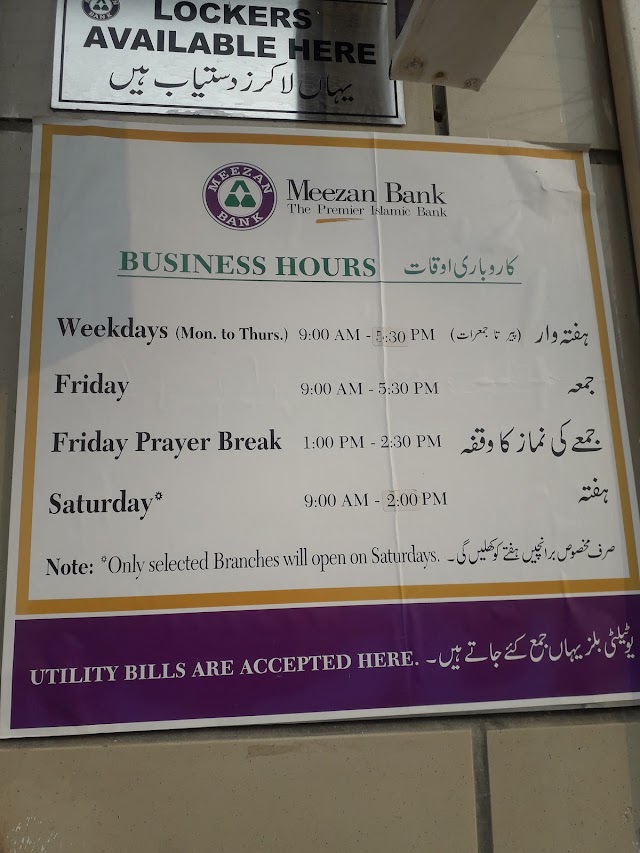 LOCKERS
AVAILABLE HERE
یہاں لاکرز دستیاب ہیں
MEEZAN BANK
Meezan Bank
The Premier Islamic Bank
BUSINESS HOURS کاروباری اوقات
Weekdays (Mon. to Thurs.) 9:00 AM - 5:30 PM (پیر تا جمعرات) ہفتہ وار
Friday 9:00 AM - 5:30 PM جمعہ
Friday Prayer Break 1:00 PM - 2:30 PM جمعے کی نماز کا وقفہ
Saturday* 9:00 AM - 2:00 PM ہفتہ
Note: *Only selected Branches will open on Saturdays. صرف مخصوص برانچیں ہفتے کو کھلیں گی۔
UTILITY BILLS ARE ACCEPTED HERE. یوٹیلٹی بلز یہاں جمع کئے جاتے ہیں۔